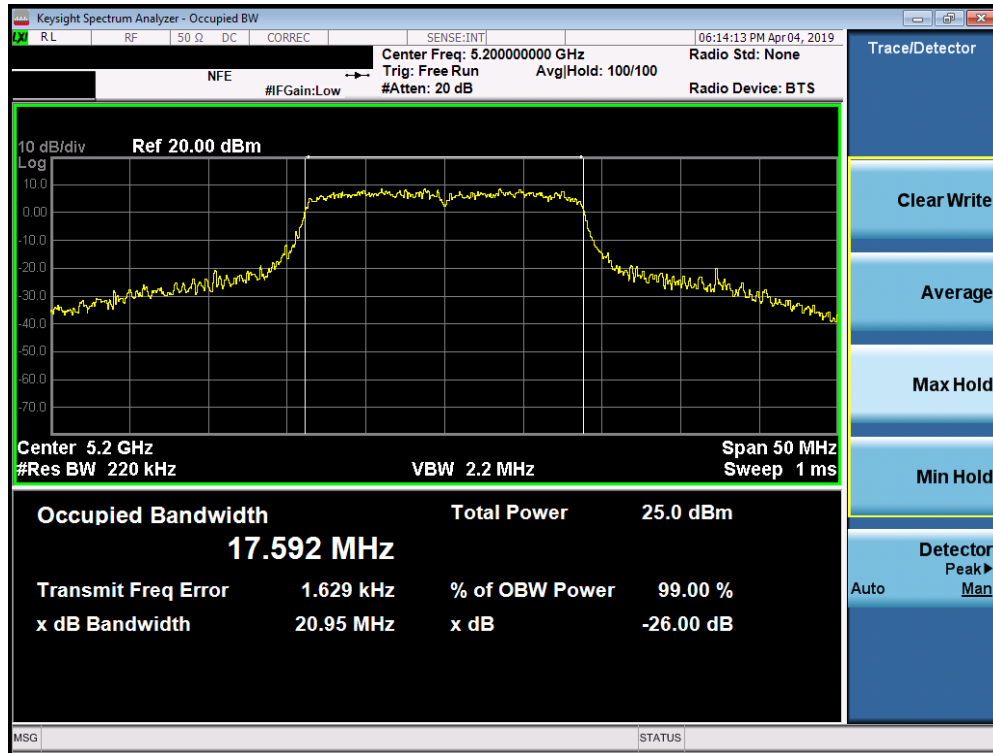 Keysight Spectrum Analyzer - Occupied BW
LXI RL RF 50 Ω DC CORREC SENSE:INT 06:14:13 PM Apr 04, 2019
Center Freq: 5.200000000 GHz Radio Std: None
NFE Trig: Free Run Avg|Hold: 100/100
#IFGain:Low #Atten: 20 dB Radio Device: BTS
10 dB/div Ref 20.00 dBm
Log
10.0
0.00
-10.0
-20.0
-30.0
-40.0
-50.0
-60.0
-70.0
Center 5.2 GHz Span 50 MHz
#Res BW 220 kHz VBW 2.2 MHz Sweep 1 ms
Occupied Bandwidth Total Power 25.0 dBm
17.592 MHz
Transmit Freq Error 1.629 kHz % of OBW Power 99.00 %
x dB Bandwidth 20.95 MHz x dB -26.00 dB
Trace/Detector
Clear Write
Average
Max Hold
Min Hold
Detector
Peak▶
Auto Man
MSG STATUS